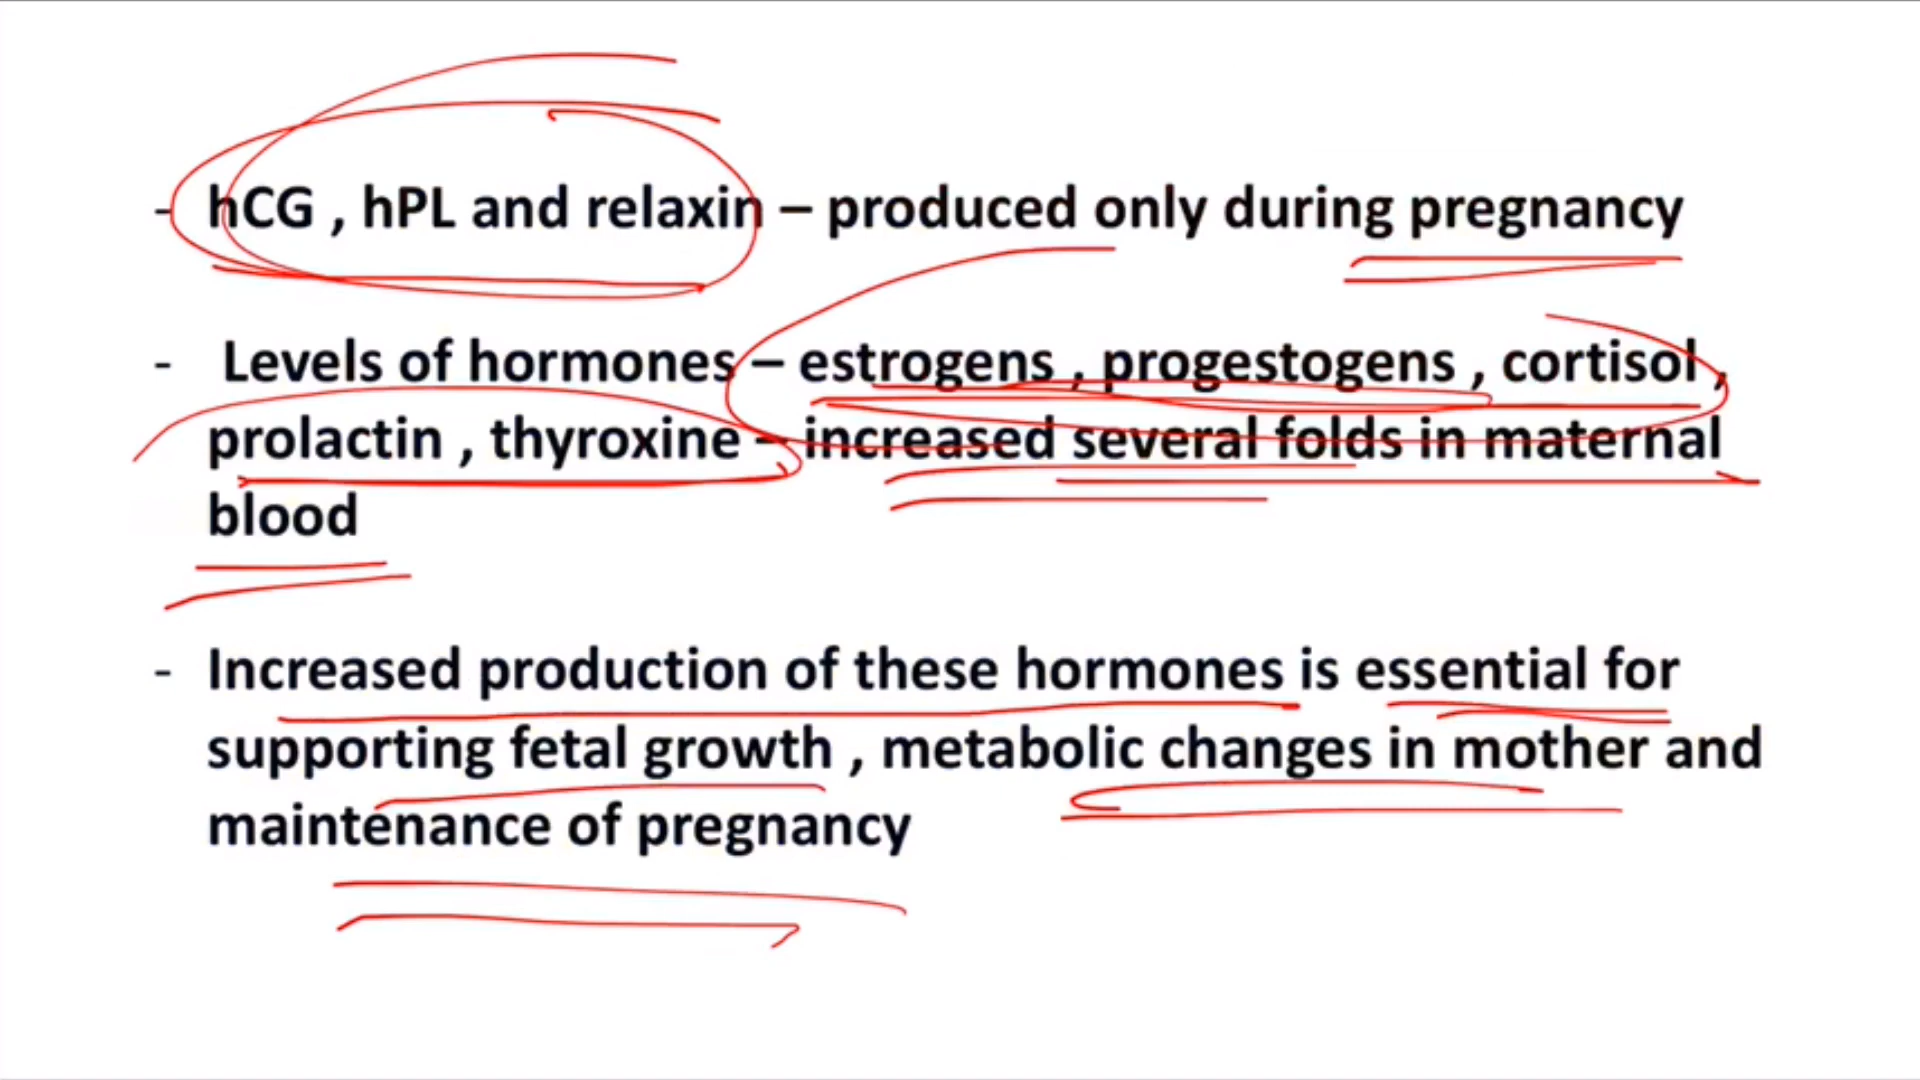 - hCG , hPL and relaxin – produced only during pregnancy
- Levels of hormones – estrogens , progestogens , cortisol ,
prolactin , thyroxine – increased several folds in maternal
blood
- Increased production of these hormones is essential for
supporting fetal growth , metabolic changes in mother and
maintenance of pregnancy